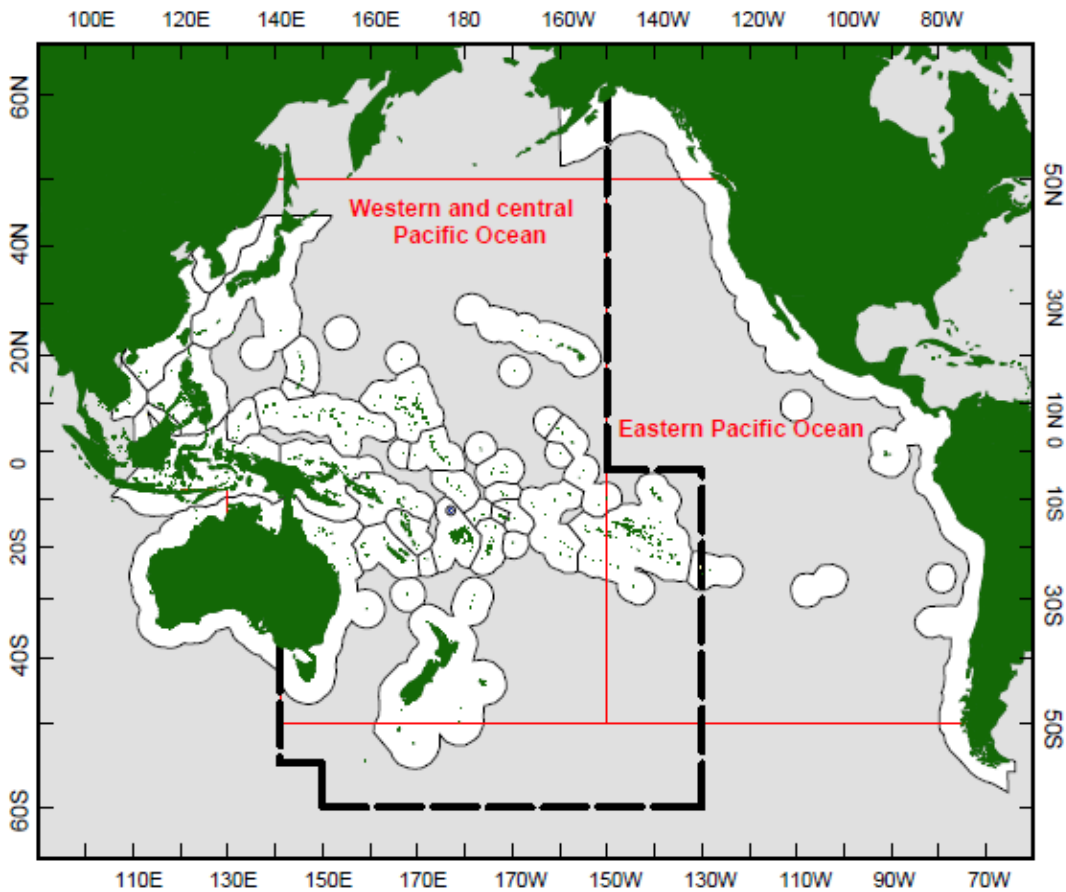 100E 120E 140E 160E 180 160W 140W 120W 100W 80W
60N
50N
Western and central
Pacific Ocean
40N
30N
20N
Eastern Pacific Ocean
10N
0
0
10S
20S
30S
40S
50S
60S
110E 130E 150E 170E 170W 150W 130W 110W 90W 70W